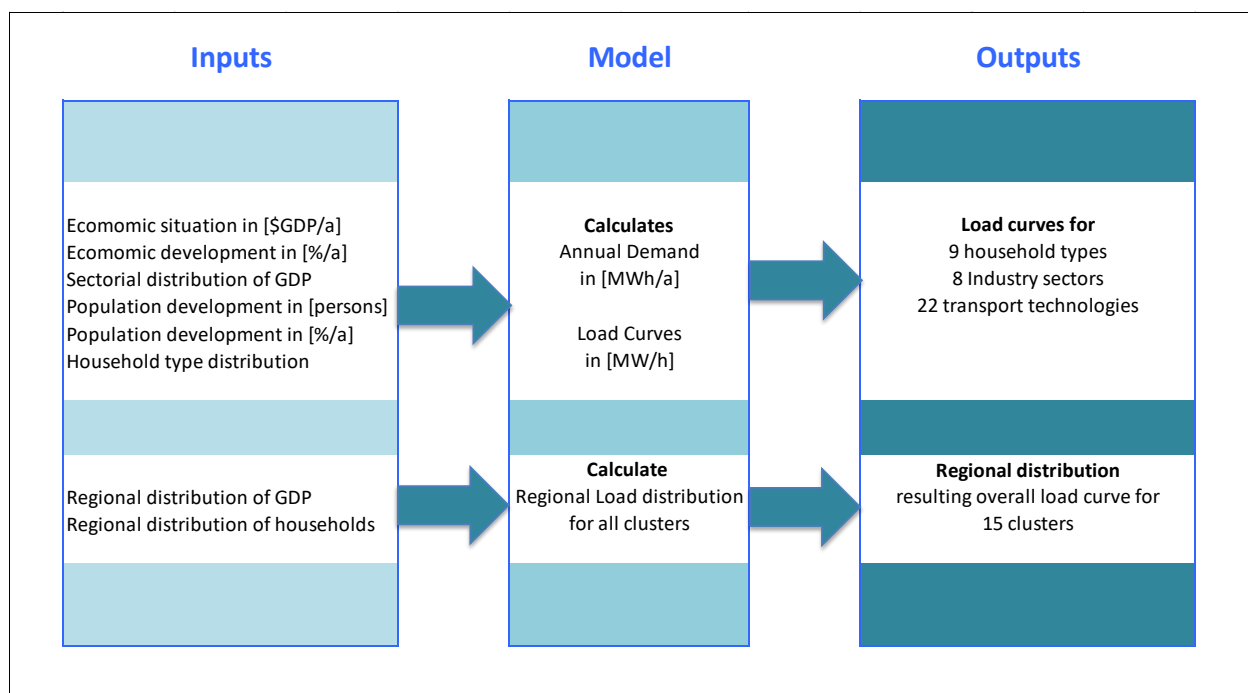 Inputs
Model
Outputs
Ecomomic situation in [$GDP/a]
Ecomomic development in [%/a]
Sectorial distribution of GDP
Population development in [persons]
Population development in [%/a]
Household type distribution
Calculates
Annual Demand
in [MWh/a]
Load Curves
in [MW/h]
Load curves for
9 household types
8 Industry sectors
22 transport technologies
Regional distribution of GDP
Regional distribution of households
Calculate
Regional Load distribution
for all clusters
Regional distribution
resulting overall load curve for
15 clusters